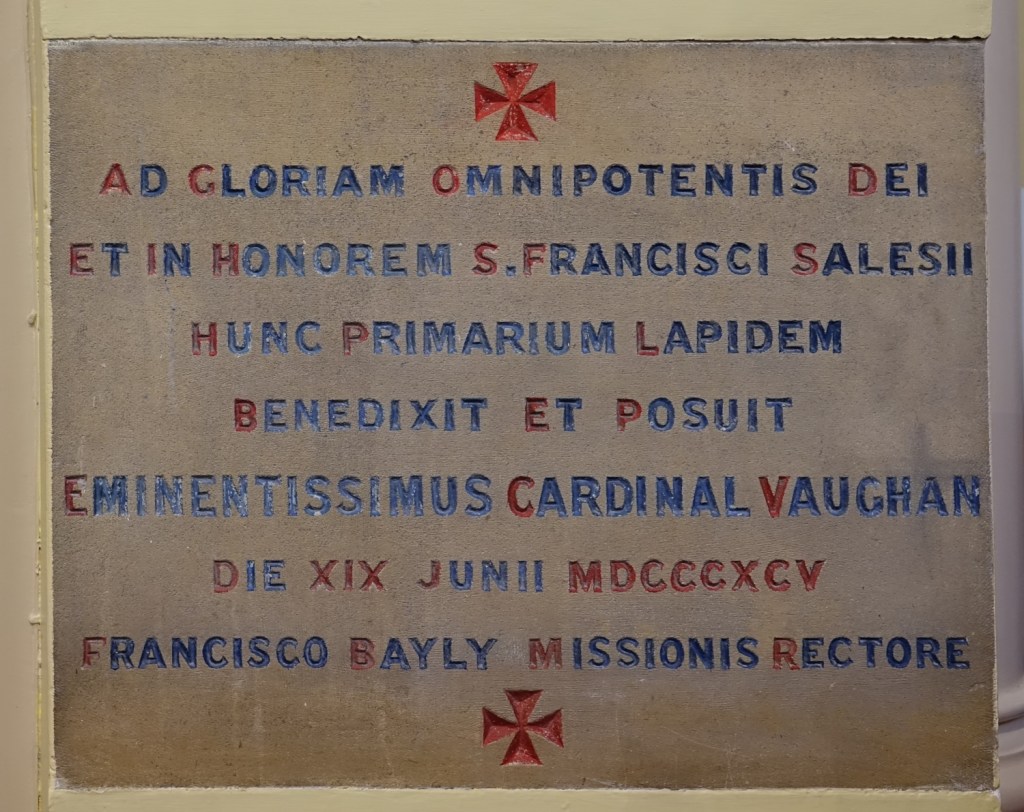 AD GLORIAM OMNIPOTENTIS DEI
ET IN HONOREM S. FRANCISCI SALESII
HUNC PRIMARIUM LAPIDEM
BENEDIXIT ET POSUIT
EMINENTISSIMUS CARDINAL VAUGHAN
DIE XIX JUNII MDCCCXCV
FRANCISCO BAYLY MISSIONIS RECTORE